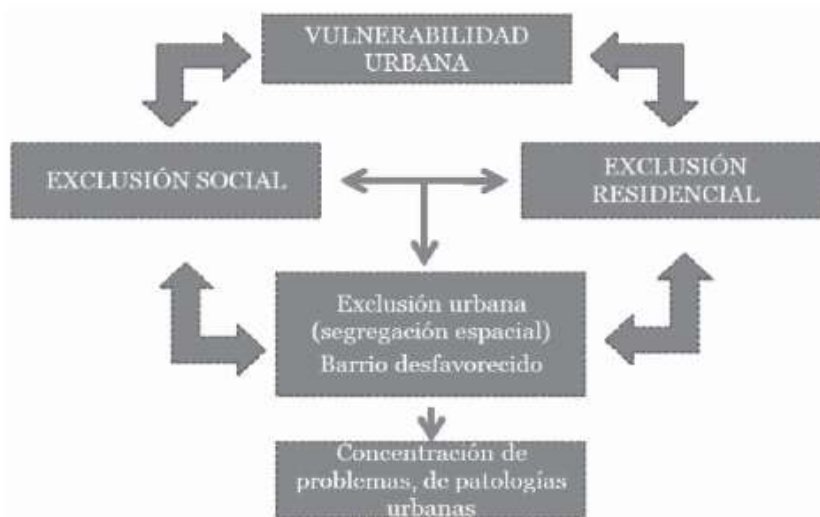 VULNERABILIDAD
URBANA
EXCLUSIÓN SOCIAL
EXCLUSIÓN
RESIDENCIAL
Exclusión urbana
(segregación espacial)
Barrio desfavorecido
Concentración de
problemas, de patologías
urbanas